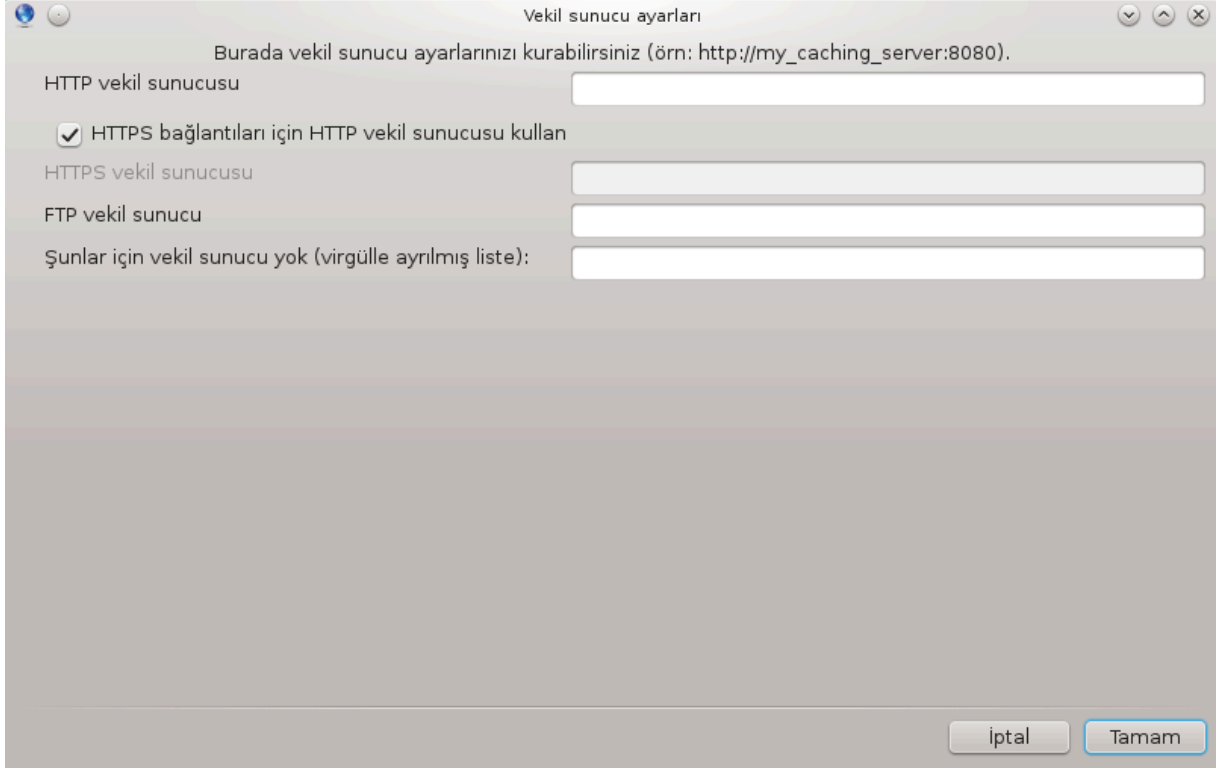 Vekil sunucu ayarları
Burada vekil sunucu ayarlarınızı kurabilirsiniz (örn: http://my_caching_server:8080).
HTTP vekil sunucusu
HTTPS bağlantıları için HTTP vekil sunucusu kullan
HTTPS vekil sunucusu
FTP vekil sunucu
Şunlar için vekil sunucu yok (virgülle ayrılmış liste):
İptal
Tamam